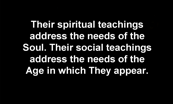 Their spiritual teachings
address the needs of the
Soul. Their social teachings
address the needs of the
Age in which They appear.